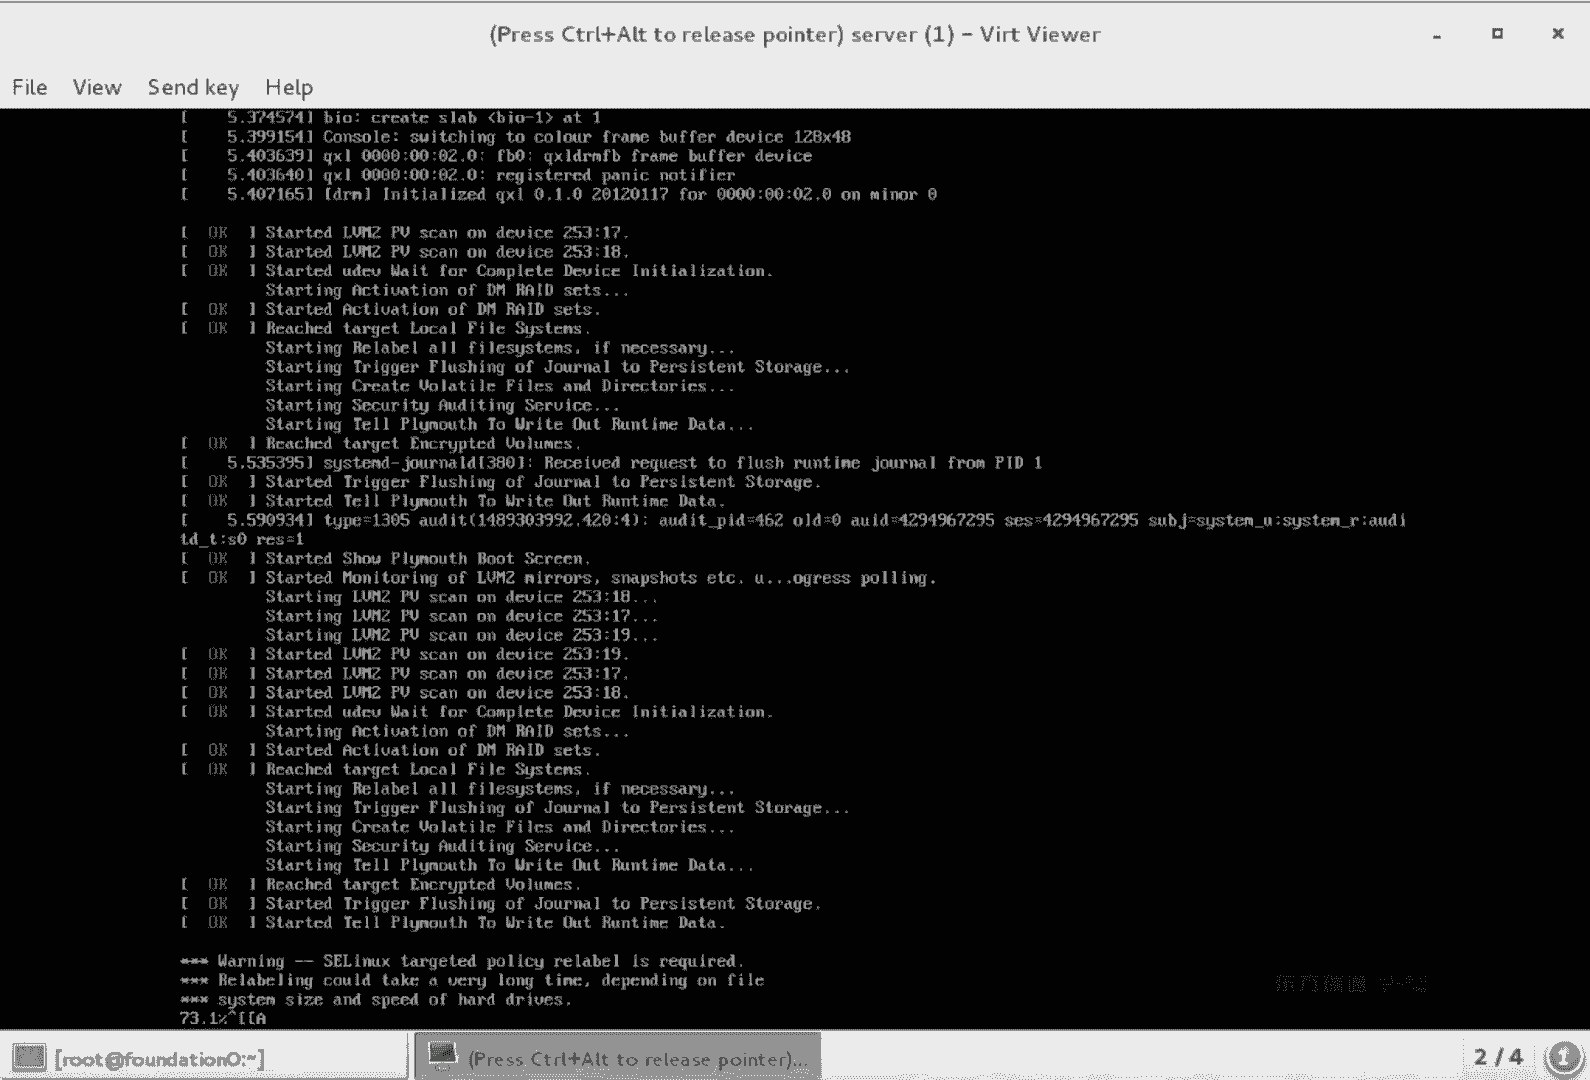 (Press Ctrl+Alt to release pointer) server (1) – Virt Viewer
File View Send key Help
[    5.374574] bio: create slab <bio-1> at 1
[    5.399154] Console: switching to colour frame buffer device 128x48
[    5.403639] qxl 0000:00:02.0: fb0: qxldrmfb frame buffer device
[    5.403640] qxl 0000:00:02.0: registered panic notifier
[    5.407165] [drm] Initialized qxl 0.1.0 20120117 for 0000:00:02.0 on minor 0
[  OK  ] Started LVM2 PV scan on device 253:17.
[  OK  ] Started LVM2 PV scan on device 253:18.
[  OK  ] Started udev Wait for Complete Device Initialization.
         Starting Activation of DM RAID sets...
[  OK  ] Started Activation of DM RAID sets.
[  OK  ] Reached target Local File Systems.
         Starting Relabel all filesystems, if necessary...
         Starting Trigger Flushing of Journal to Persistent Storage...
         Starting Create Volatile Files and Directories...
         Starting Security Auditing Service...
         Starting Tell Plymouth To Write Out Runtime Data...
[  OK  ] Reached target Encrypted Volumes.
[    5.535395] systemd-journald[380]: Received request to flush runtime journal from PID 1
[  OK  ] Started Trigger Flushing of Journal to Persistent Storage.
[  OK  ] Started Tell Plymouth To Write Out Runtime Data.
[    5.590934] type=1305 audit(1489303992.420:4): audit_pid=462 old=0 auid=4294967295 ses=4294967295 subj=system_u:system_r:audi
td_t:s0 res=1
[  OK  ] Started Show Plymouth Boot Screen.
[  OK  ] Started Monitoring of LVM2 mirrors, snapshots etc. u...ogress polling.
         Starting LVM2 PV scan on device 253:18...
         Starting LVM2 PV scan on device 253:17...
         Starting LVM2 PV scan on device 253:19...
[  OK  ] Started LVM2 PV scan on device 253:19.
[  OK  ] Started LVM2 PV scan on device 253:17.
[  OK  ] Started LVM2 PV scan on device 253:18.
[  OK  ] Started udev Wait for Complete Device Initialization.
         Starting Activation of DM RAID sets...
[  OK  ] Started Activation of DM RAID sets.
[  OK  ] Reached target Local File Systems.
         Starting Relabel all filesystems, if necessary...
         Starting Trigger Flushing of Journal to Persistent Storage...
         Starting Create Volatile Files and Directories...
         Starting Security Auditing Service...
         Starting Tell Plymouth To Write Out Runtime Data...
[  OK  ] Reached target Encrypted Volumes.
[  OK  ] Started Trigger Flushing of Journal to Persistent Storage.
[  OK  ] Started Tell Plymouth To Write Out Runtime Data.
*** Warning -- SELinux targeted policy relabel is required.
*** Relabeling could take a very long time, depending on file
*** system size and speed of hard drives.
73.1%^[[A
[root@foundation0:~] (Press Ctrl+Alt to release pointer)... 2 / 4 1